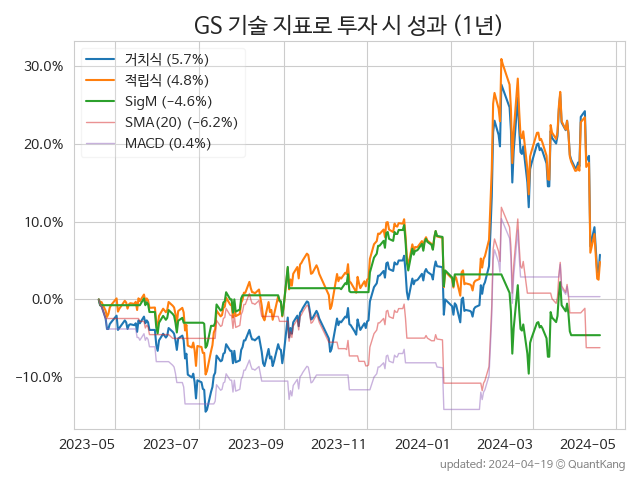 GS 기술 지표로 투자 시 성과 (1년)
거치식 (5.7%)
적립식 (4.8%)
SigM (−4.6%)
SMA(20) (−6.2%)
MACD (0.4%)
30.0%
20.0%
10.0%
0.0%
−10.0%
2023-05 2023-07 2023-09 2023-11 2024-01 2024-03 2024-05
updated: 2024-04-19 © QuantKang